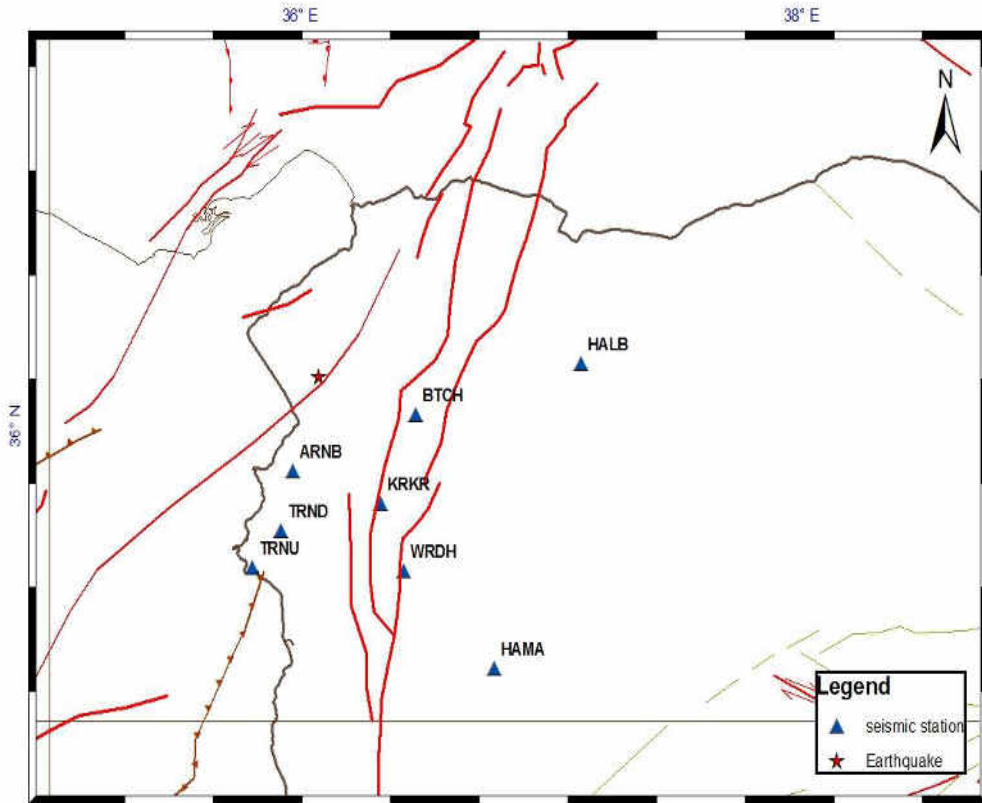 36° E
38° E
N
HALB
BTCH
36° N
ARNB
KRKR
TRND
TRNU
WRDH
HAMA
Legend
seismic station
Earthquake